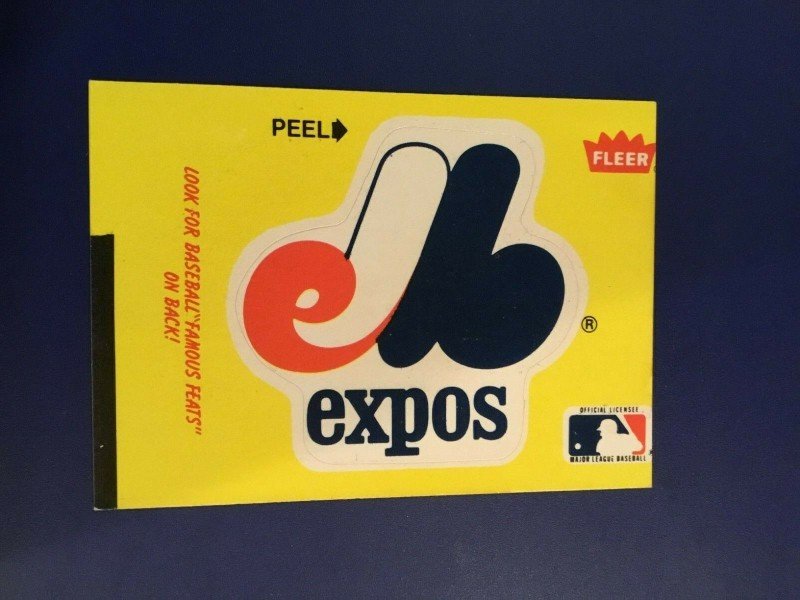 PEEL
FLEER
LOOK FOR BASEBALL "FAMOUS FEATS"
ON BACK!
®
expos
OFFICIAL LICENSEE
MAJOR LEAGUE BASEBALL